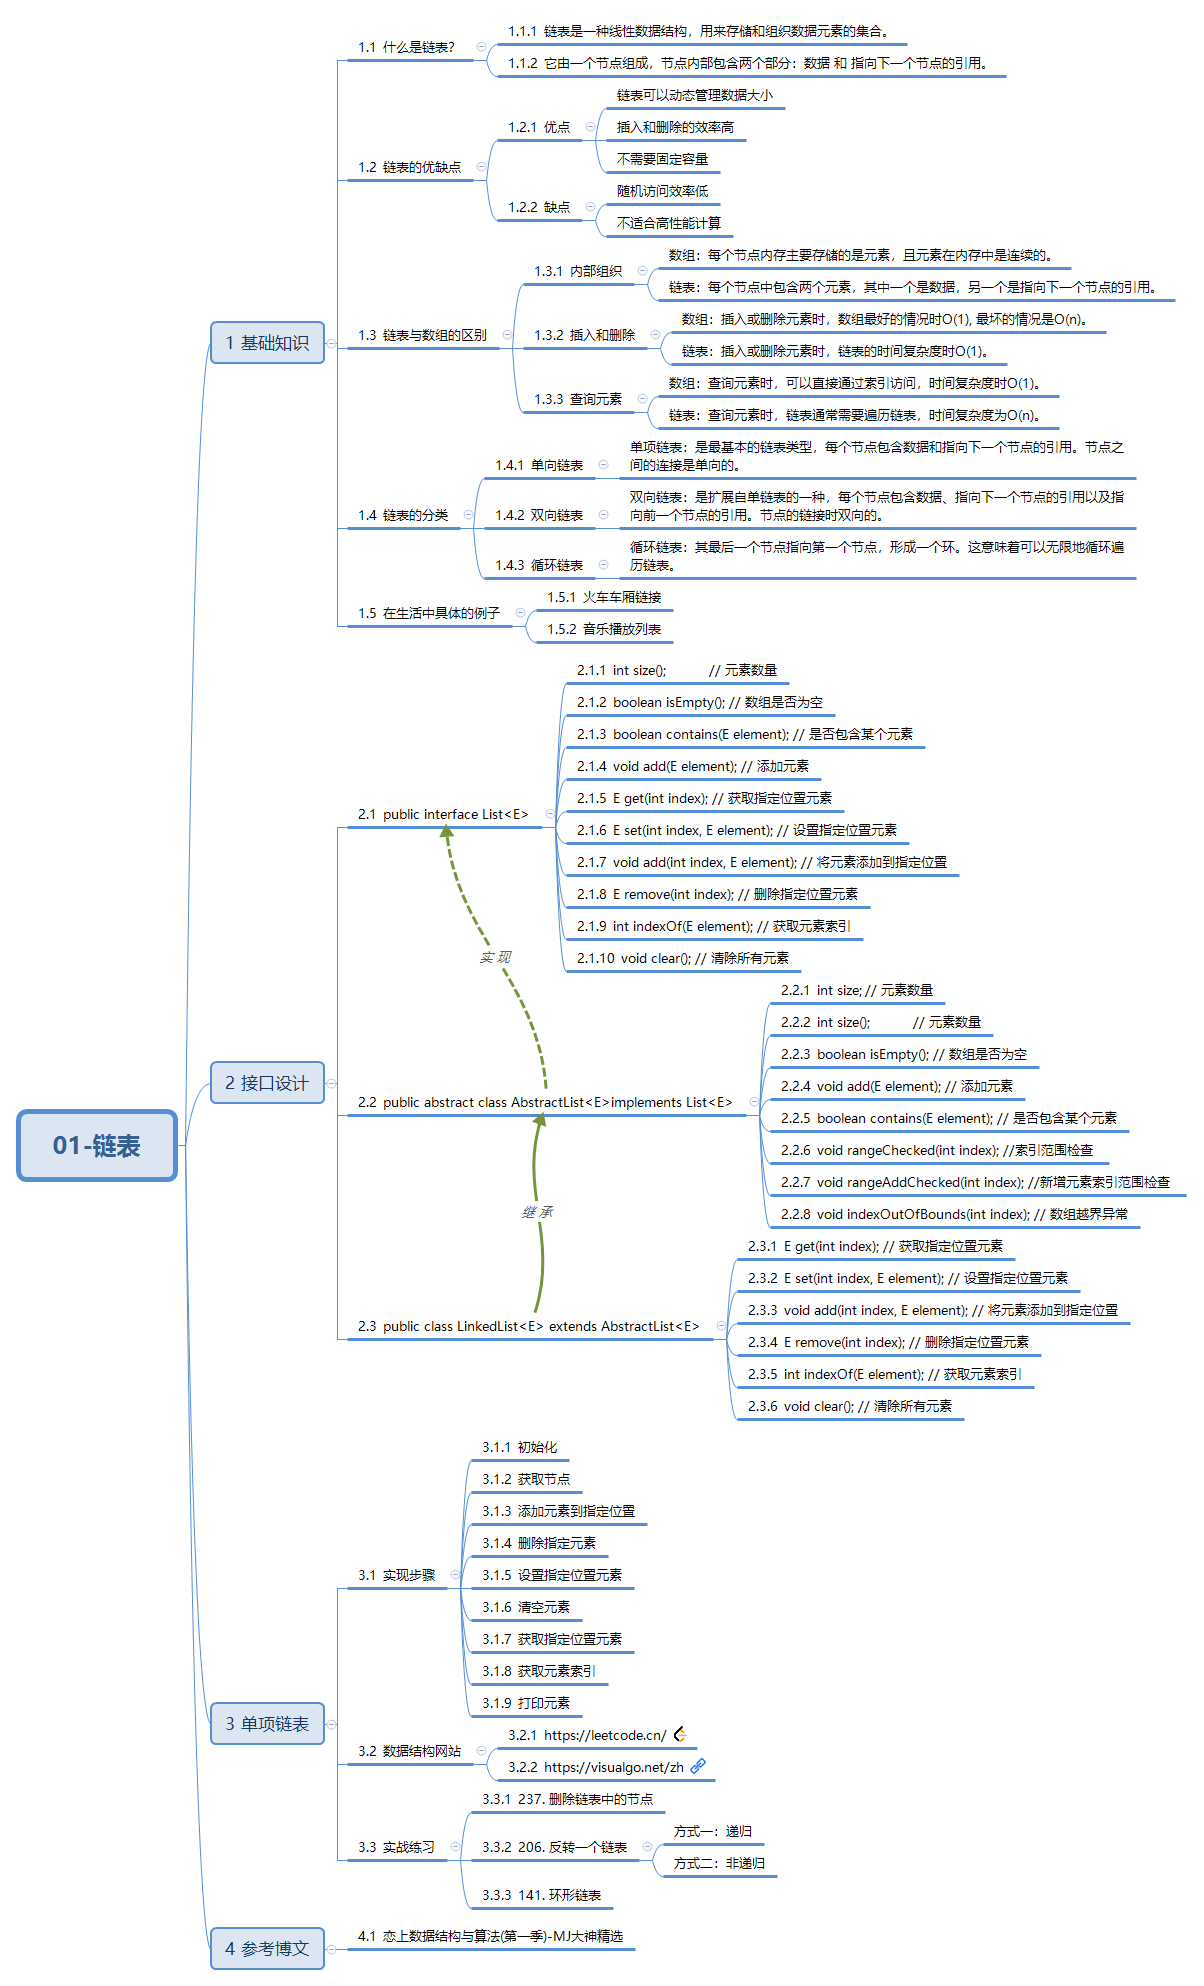 01-链表
1 基础知识
1.1 什么是链表？
1.1.1 链表是一种线性数据结构，用来存储和组织数据元素的集合。
1.1.2 它由一个节点组成，节点内部包含两个部分：数据 和 指向下一个节点的引用。
1.2 链表的优缺点
1.2.1 优点
链表可以动态管理数据大小
插入和删除的效率高
不需要固定容量
1.2.2 缺点
随机访问效率低
不适合高性能计算
1.3 链表与数组的区别
1.3.1 内部组织
数组：每个节点内存主要存储的是元素，且元素在内存中是连续的。
链表：每个节点中包含两个元素，其中一个是数据，另一个是指向下一个节点的引用。
1.3.2 插入和删除
数组：插入或删除元素时，数组最好的情况时O(1), 最坏的情况是O(n)。
链表：插入或删除元素时，链表的时间复杂度时O(1)。
1.3.3 查询元素
数组：查询元素时，可以直接通过索引访问，时间复杂度时O(1)。
链表：查询元素时，链表通常需要遍历链表，时间复杂度为O(n)。
1.4 链表的分类
1.4.1 单向链表
单项链表：是最基本的链表类型，每个节点包含数据和指向下一个节点的引用。节点之
间的连接是单向的。
1.4.2 双向链表
双向链表：是扩展自单链表的一种，每个节点包含数据、指向下一个节点的引用以及指
向前一个节点的引用。节点的链接时双向的。
1.4.3 循环链表
循环链表：其最后一个节点指向第一个节点，形成一个环。这意味着可以无限地循环遍
历链表。
1.5 在生活中具体的例子
1.5.1 火车车厢链接
1.5.2 音乐播放列表
2 接口设计
2.1 public interface List<E>
2.1.1 int size(); // 元素数量
2.1.2 boolean isEmpty(); // 数组是否为空
2.1.3 boolean contains(E element); // 是否包含某个元素
2.1.4 void add(E element); // 添加元素
2.1.5 E get(int index); // 获取指定位置元素
2.1.6 E set(int index, E element); // 设置指定位置元素
2.1.7 void add(int index, E element); // 将元素添加到指定位置
2.1.8 E remove(int index); // 删除指定位置元素
2.1.9 int indexOf(E element); // 获取元素索引
2.1.10 void clear(); // 清除所有元素
实现
2.2 public abstract class AbstractList<E>implements List<E>
2.2.1 int size; // 元素数量
2.2.2 int size(); // 元素数量
2.2.3 boolean isEmpty(); // 数组是否为空
2.2.4 void add(E element); // 添加元素
2.2.5 boolean contains(E element); // 是否包含某个元素
2.2.6 void rangeChecked(int index); //索引范围检查
2.2.7 void rangeAddChecked(int index); //新增元素索引范围检查
2.2.8 void indexOutOfBounds(int index); // 数组越界异常
继承
2.3 public class LinkedList<E> extends AbstractList<E>
2.3.1 E get(int index); // 获取指定位置元素
2.3.2 E set(int index, E element); // 设置指定位置元素
2.3.3 void add(int index, E element); // 将元素添加到指定位置
2.3.4 E remove(int index); // 删除指定位置元素
2.3.5 int indexOf(E element); // 获取元素索引
2.3.6 void clear(); // 清除所有元素
3 单项链表
3.1 实现步骤
3.1.1 初始化
3.1.2 获取节点
3.1.3 添加元素到指定位置
3.1.4 删除指定元素
3.1.5 设置指定位置元素
3.1.6 清空元素
3.1.7 获取指定位置元素
3.1.8 获取元素索引
3.1.9 打印元素
3.2 数据结构网站
3.2.1 https://leetcode.cn/
3.2.2 https://visualgo.net/zh
3.3 实战练习
3.3.1 237. 删除链表中的节点
3.3.2 206. 反转一个链表
方式一：递归
方式二：非递归
3.3.3 141. 环形链表
4 参考博文
4.1 恋上数据结构与算法(第一季)-MJ大神精选